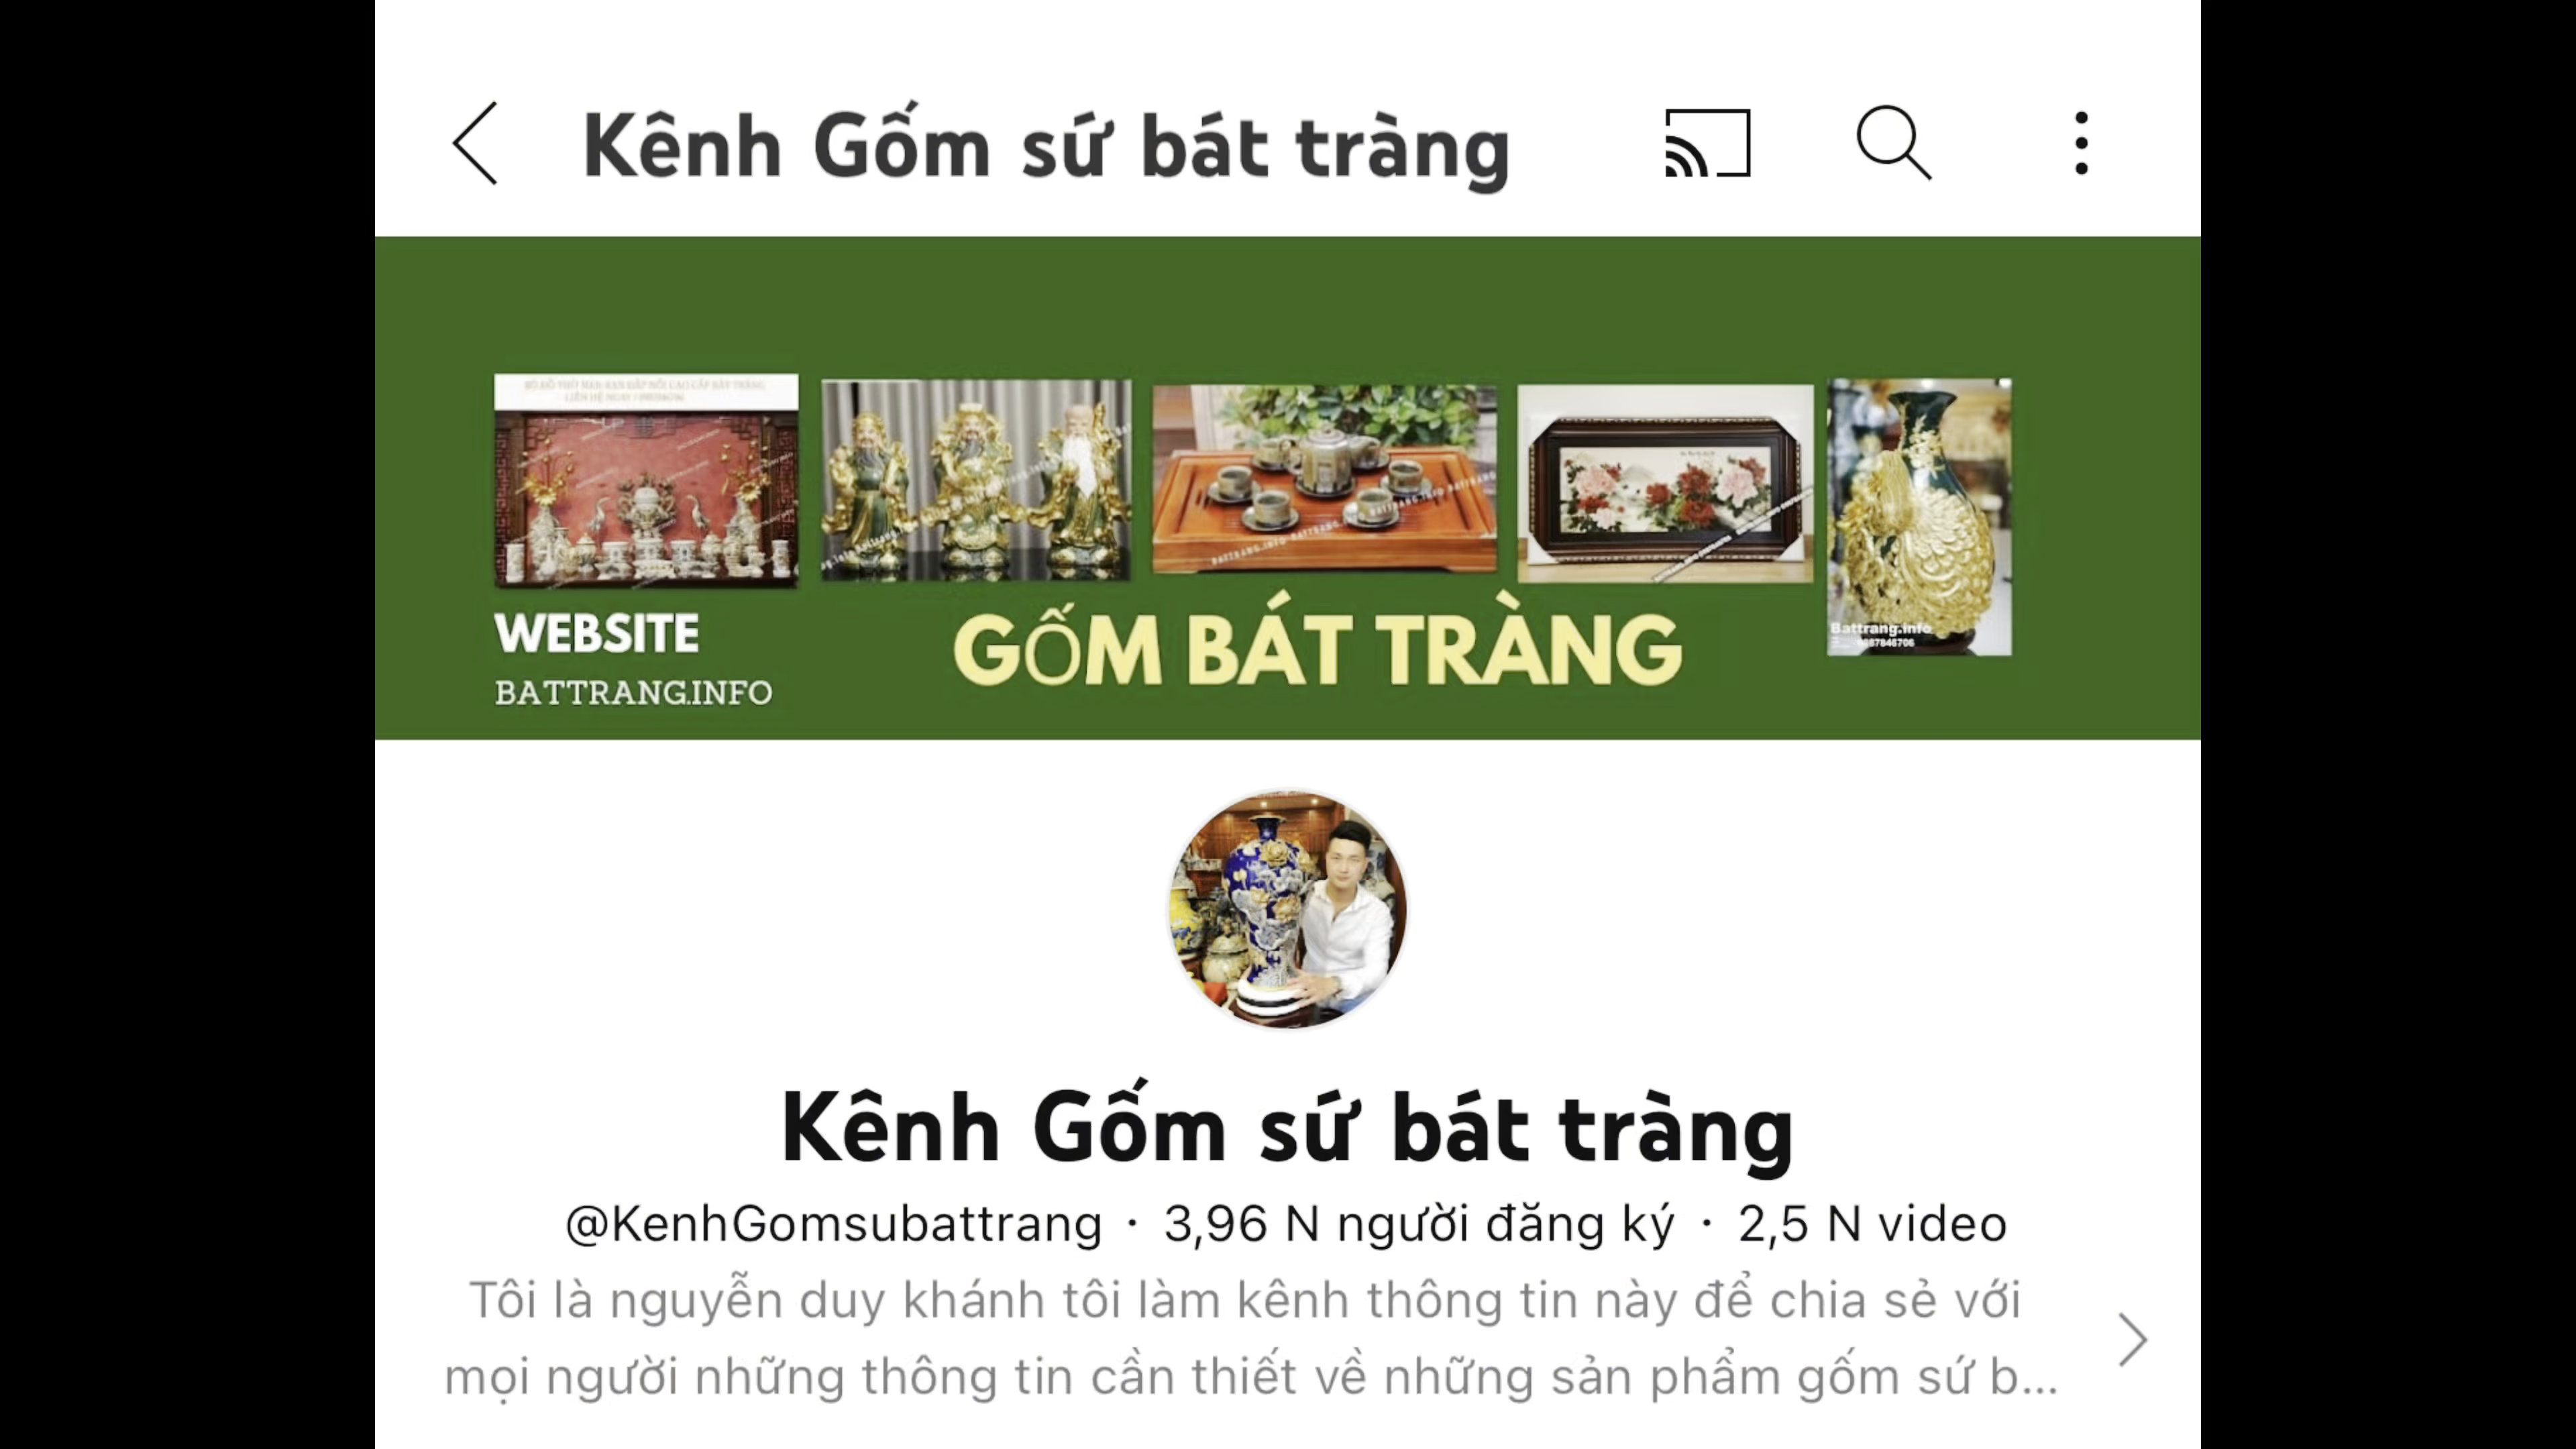 Kênh Gốm sứ bát tràng
WEBSITE
BATTRANG.INFO
GỐM BÁT TRÀNG
Battrang.info
Kênh Gốm sứ bát tràng
@KenhGomsubattrang · 3,96 N người đăng ký · 2,5 N video
Tôi là nguyễn duy khánh tôi làm kênh thông tin này để chia sẻ với
mọi người những thông tin cần thiết về những sản phẩm gốm sứ b...